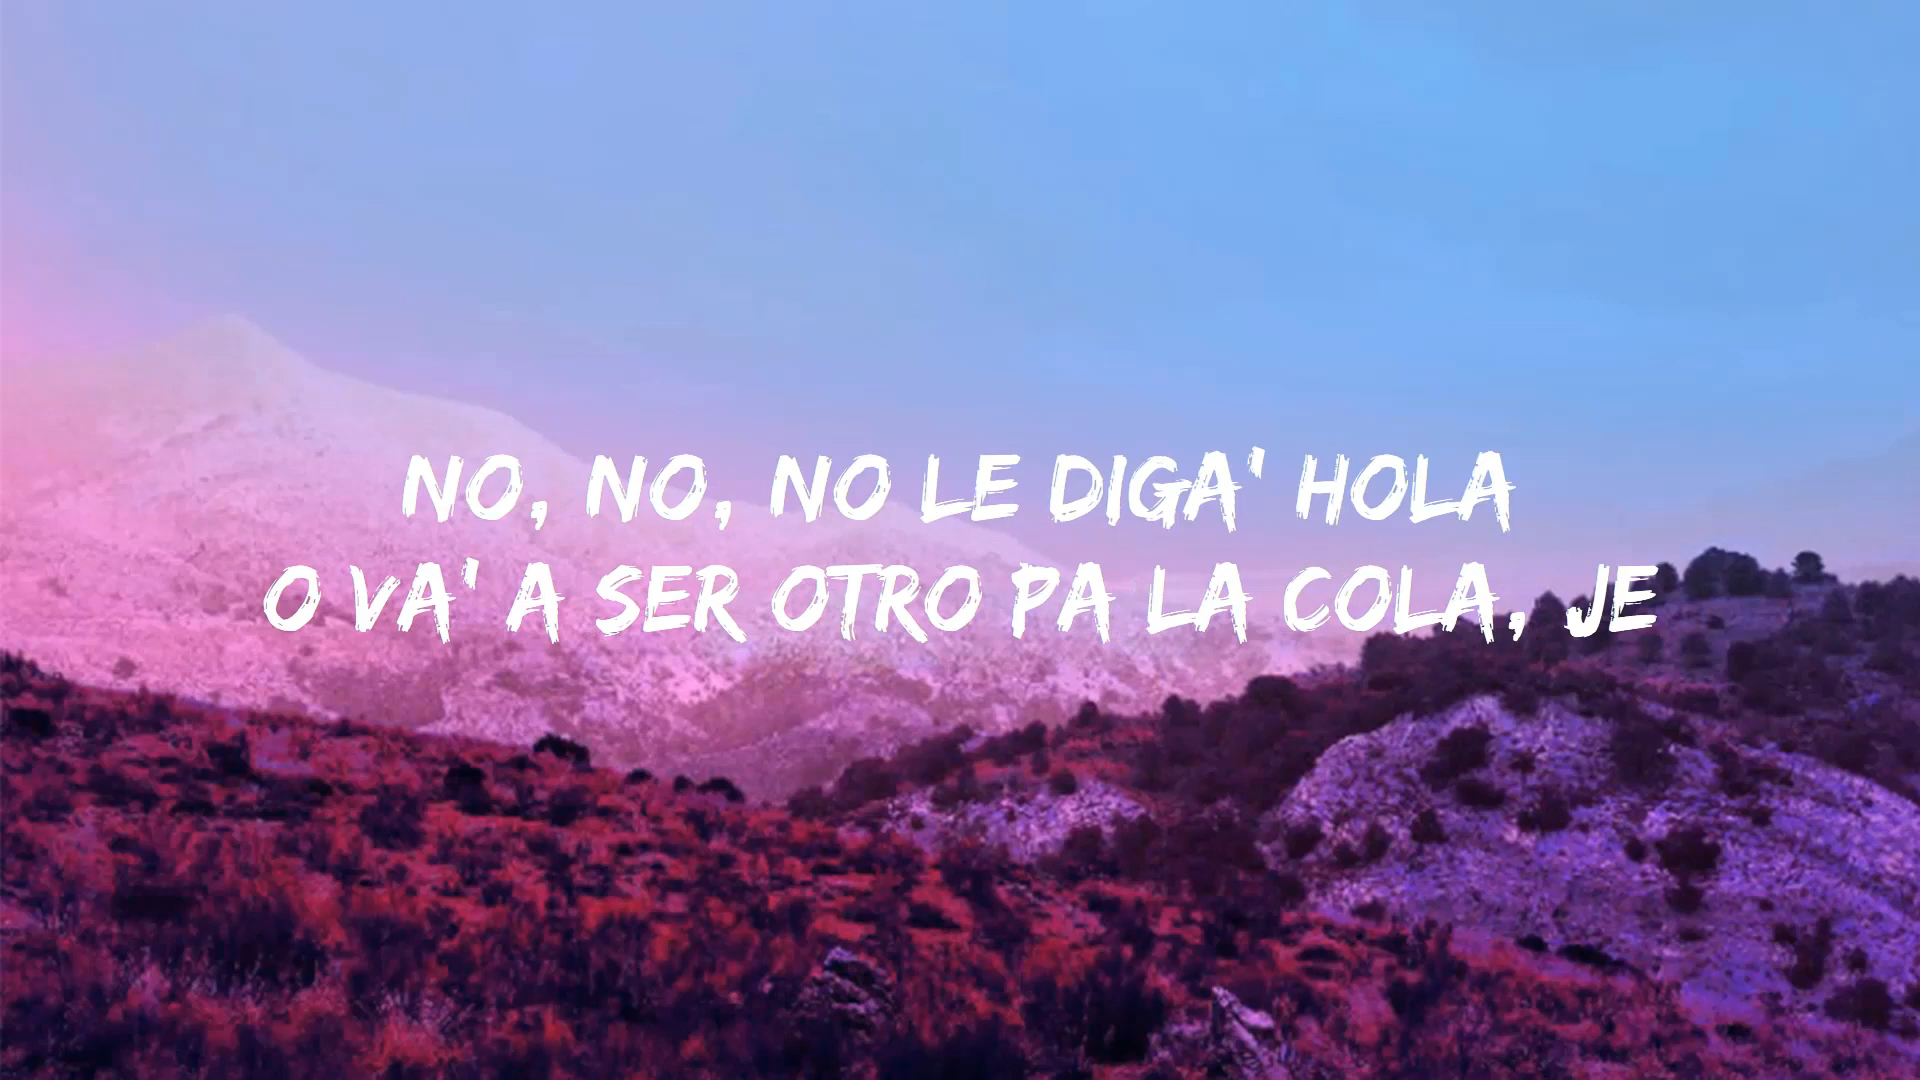 NO, NO, NO LE DIGA' HOLA
O VA' A SER OTRO PA LA COLA, JE